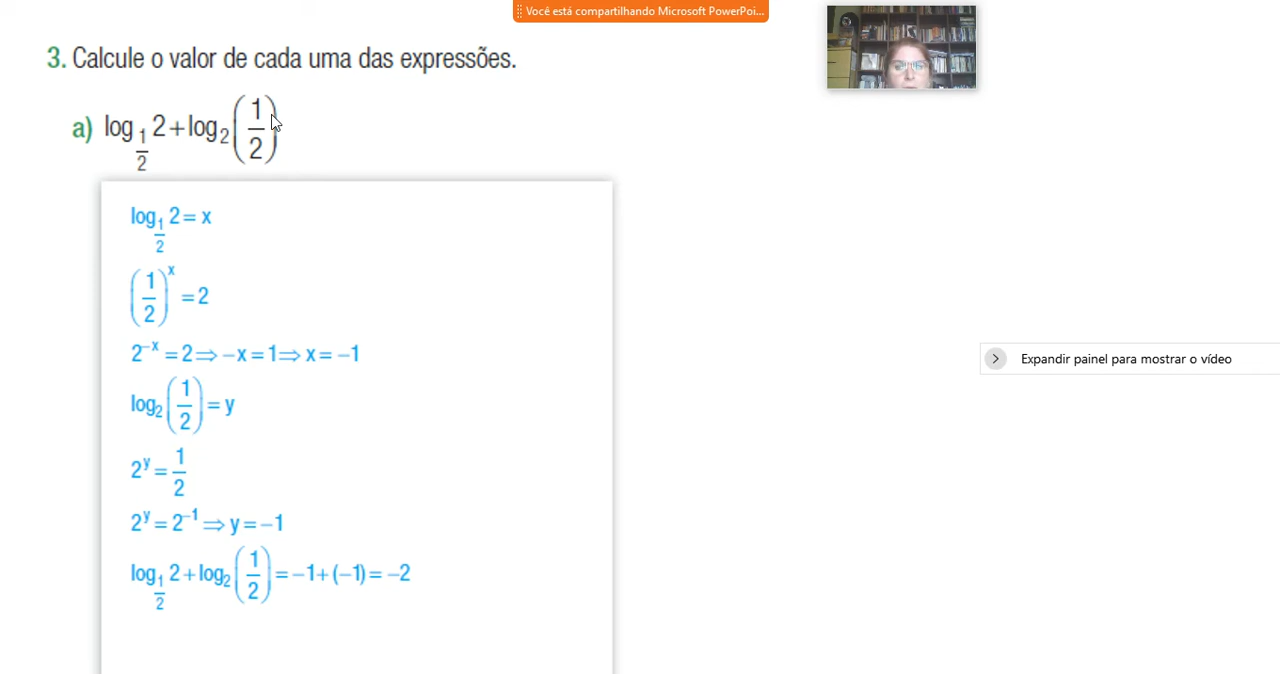 Você está compartilhando Microsoft PowerPoi...
3. Calcule o valor de cada uma das expressões.
a) log_{1/2} 2 + log_2 (1/2)
log_{1/2} 2 = x
(1/2)^x = 2
2^{-x} = 2 ⇒ -x = 1 ⇒ x = -1
log_2 (1/2) = y
2^y = 1/2
2^y = 2^{-1} ⇒ y = -1
log_{1/2} 2 + log_2 (1/2) = -1 + (-1) = -2
Expandir painel para mostrar o vídeo